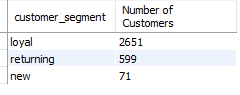 customer_segment Number of Customers
loyal 2651
returning 599
new 71